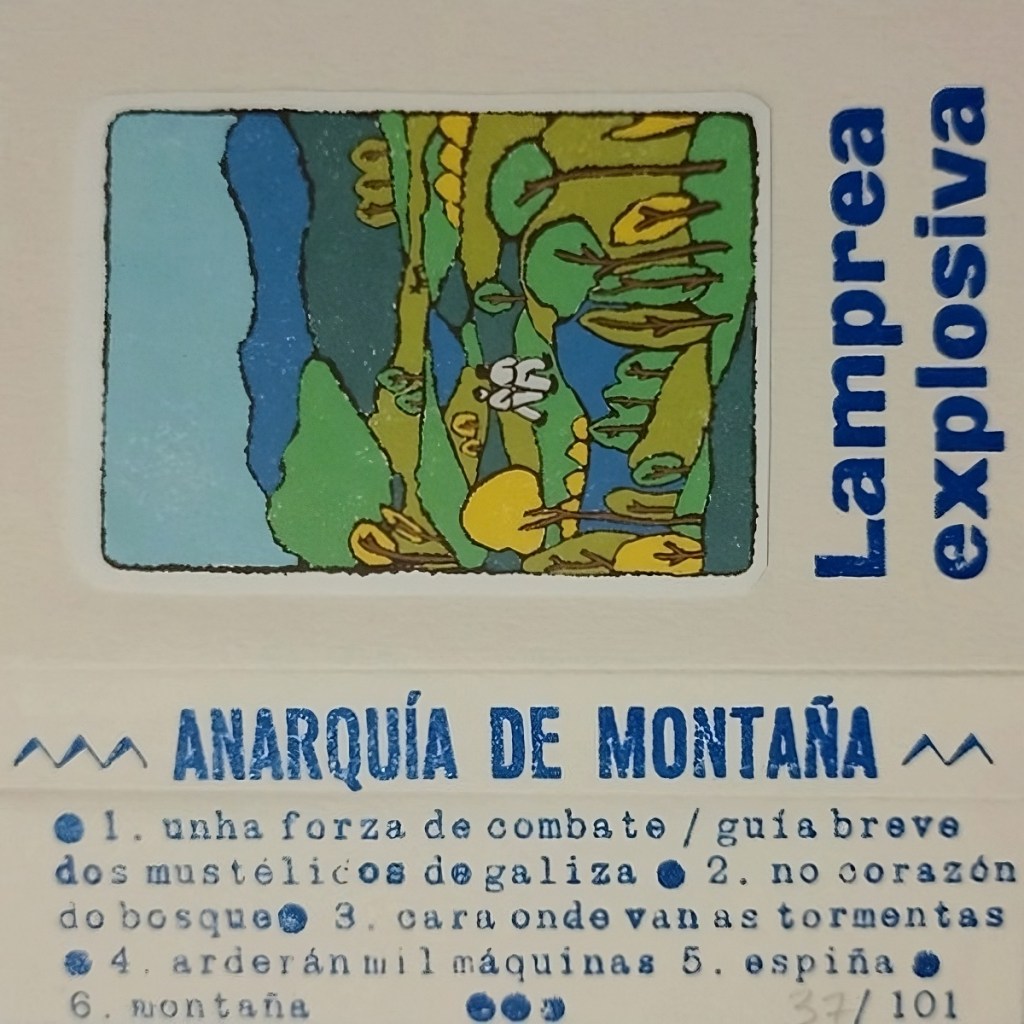 Lamprea
explosiva
ANARQUÍA DE MONTAÑA
1. unha forza de combate / guía breve
dos mustélicos de galiza ● 2. no corazón
do bosque ● 3. cara onde van as tormentas
● 4. arderán mil máquinas 5. espiña ●
6. montaña 37/101